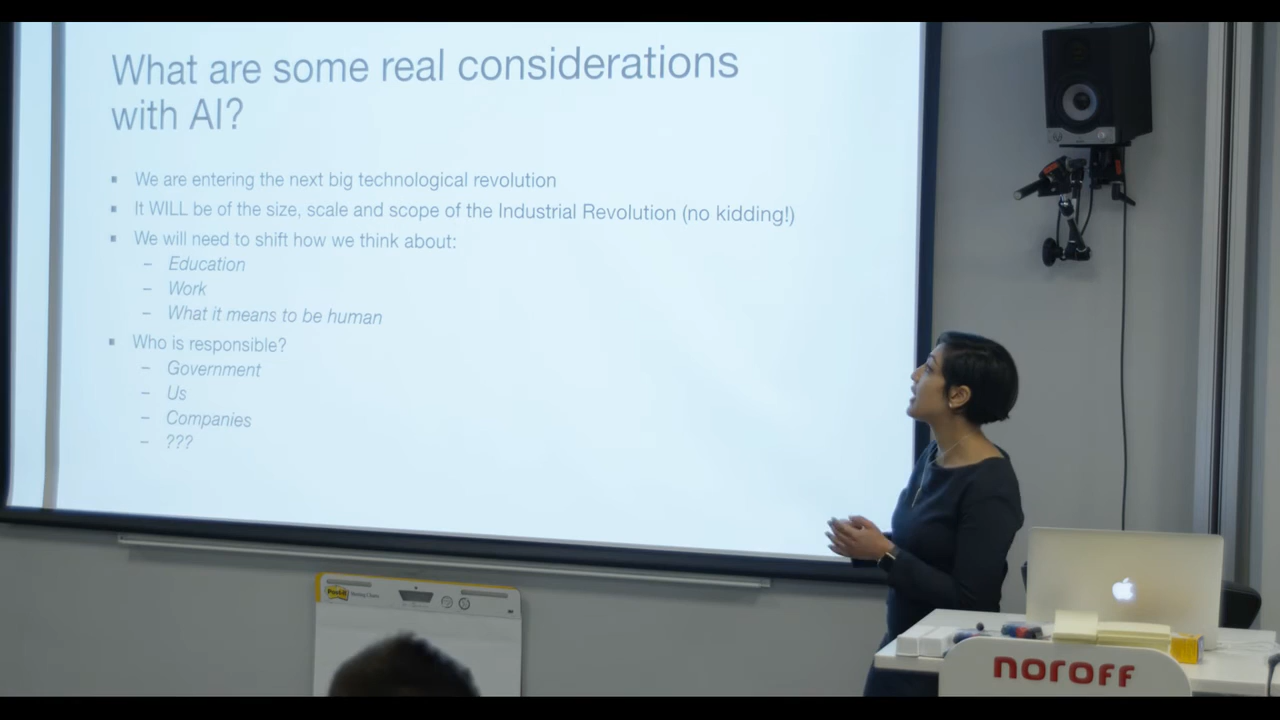 What are some real considerations
with AI?
▪ We are entering the next big technological revolution
▪ It WILL be of the size, scale and scope of the Industrial Revolution (no kidding!)
▪ We will need to shift how we think about:
– Education
– Work
– What it means to be human
▪ Who is responsible?
– Government
– Us
– Companies
– ???
Post-it
noroff